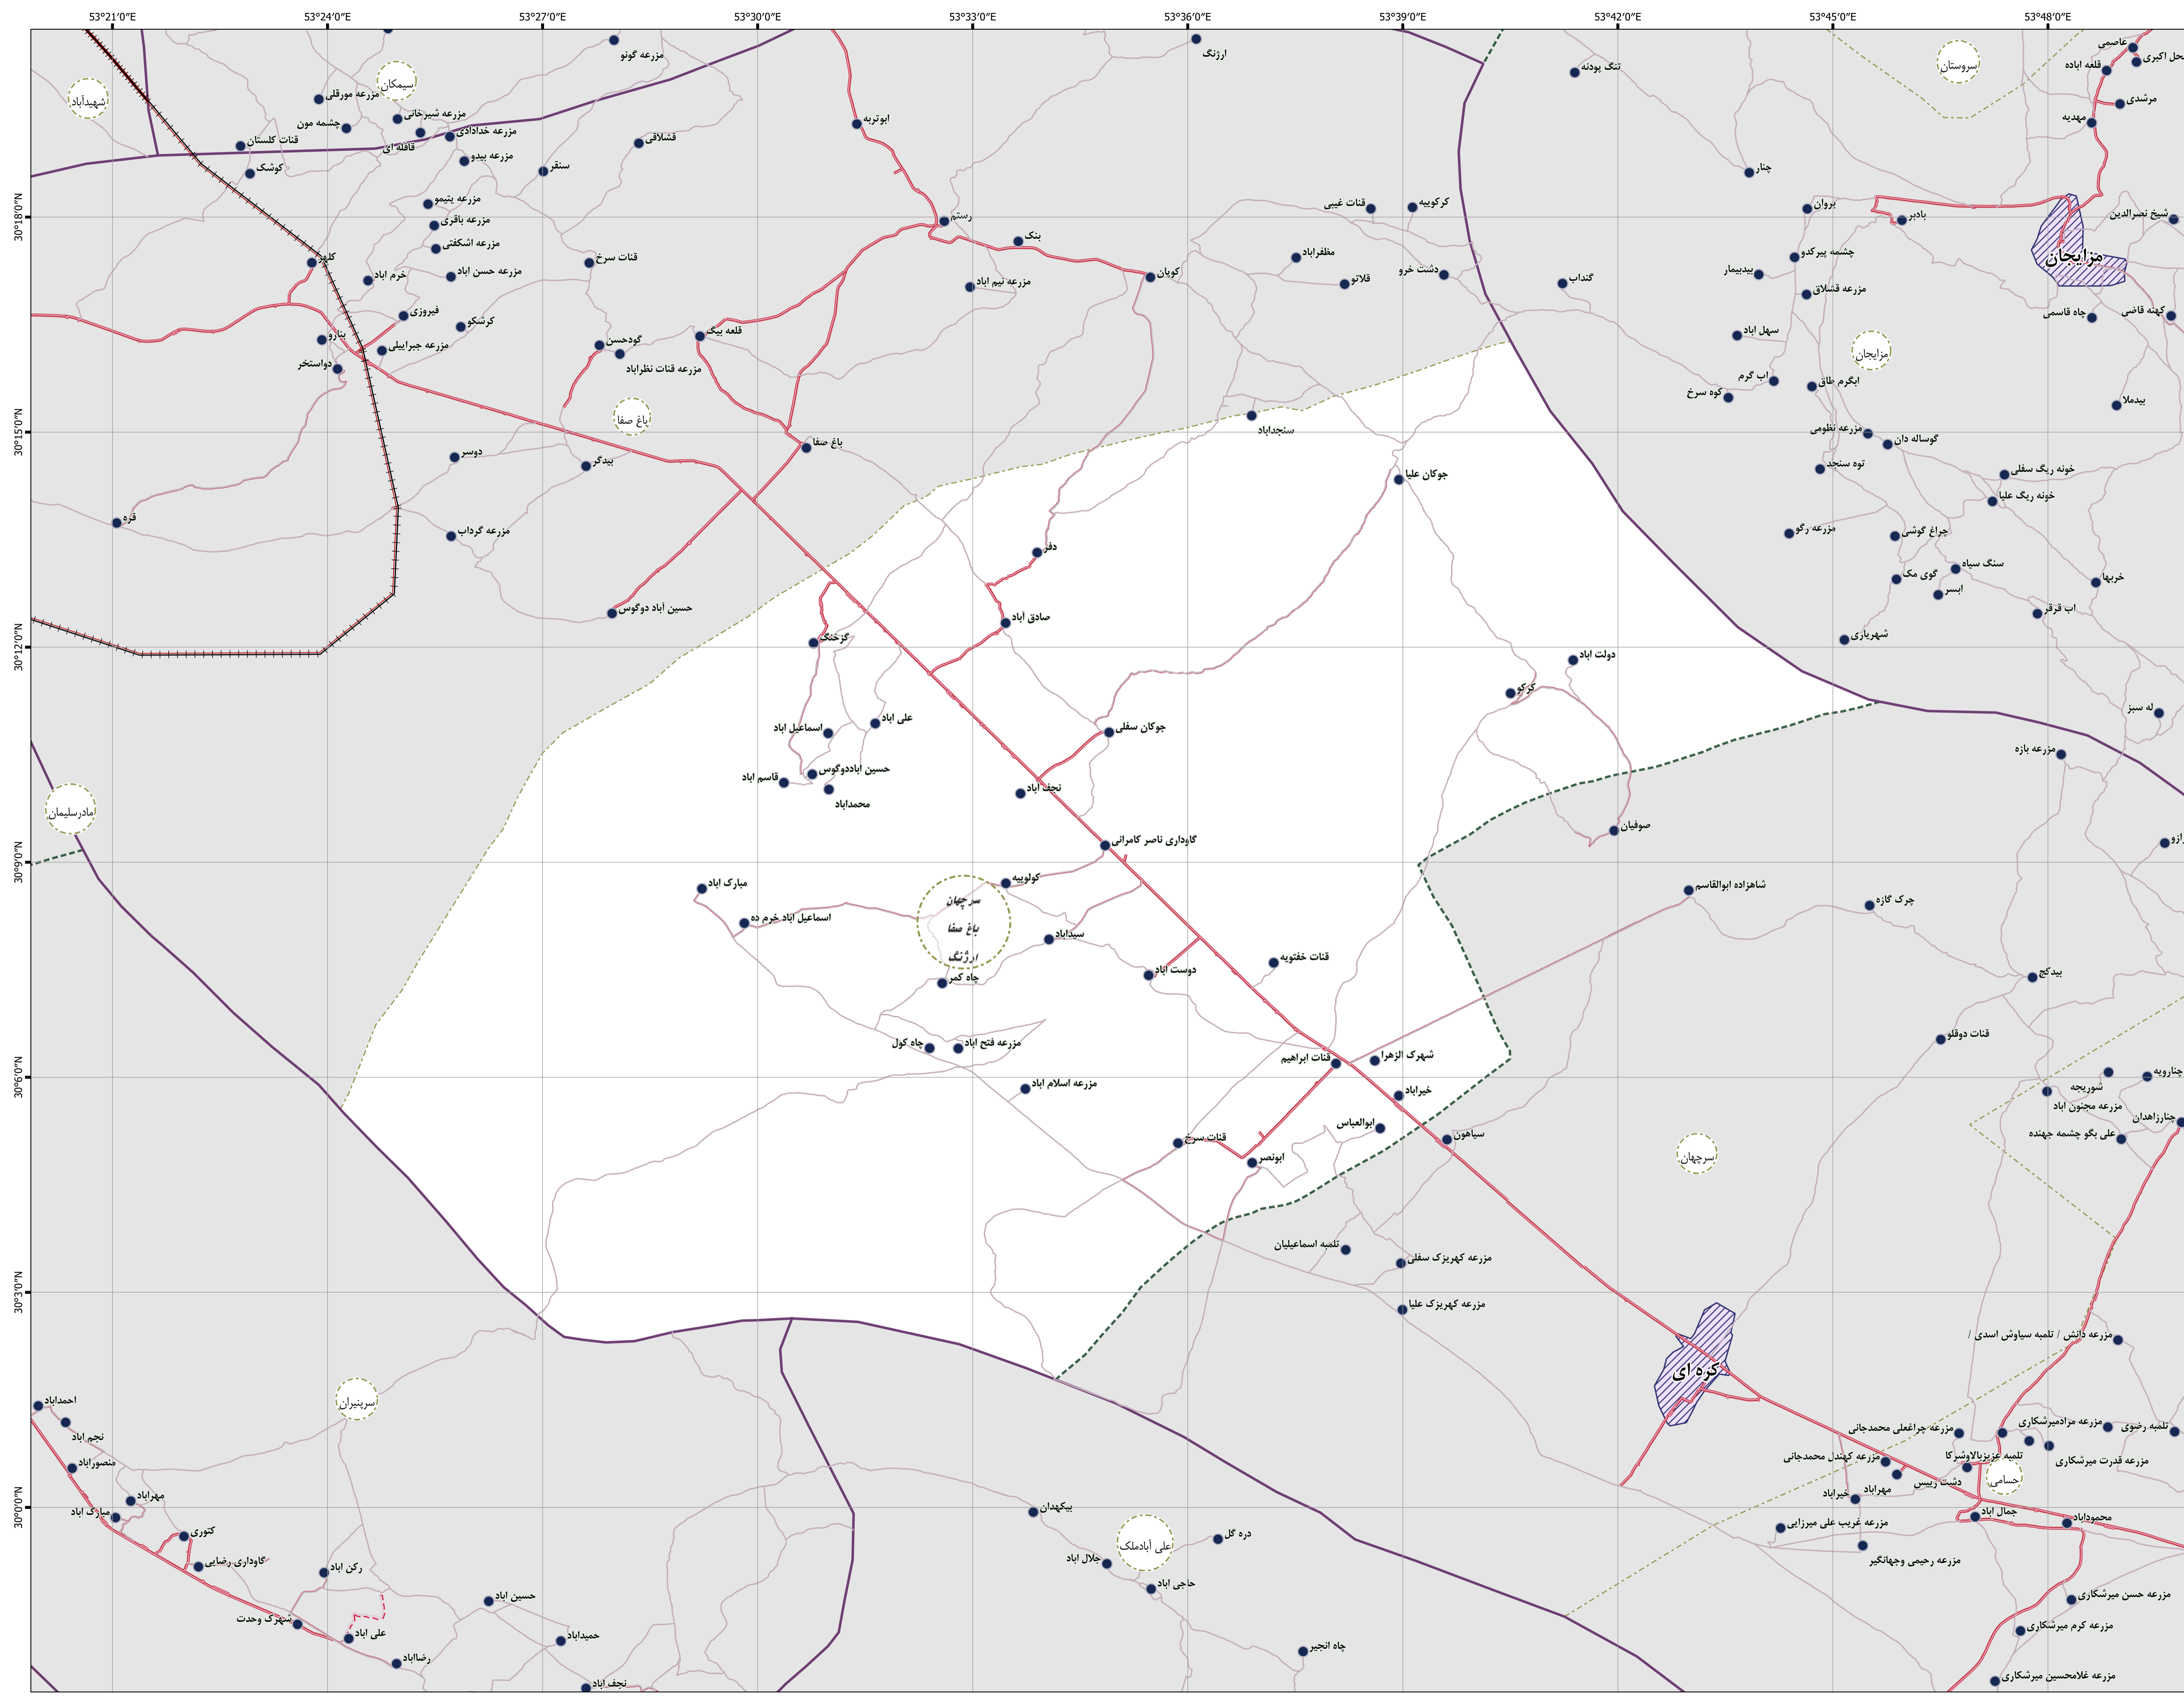 53°21'0"E 53°24'0"E 53°27'0"E 53°30'0"E 53°33'0"E 53°36'0"E 53°39'0"E 53°42'0"E 53°45'0"E 53°48'0"E
عاصمی
قلعه اباده
مرشدی
مهدیه
سروستان
تنگ پودنه
ارژنگ
مزرعه گونو
سیمکان
شهیدآباد
مزرعه مورقلی
مزرعه شیرخانی
چشمه مون
مزرعه خدادادی
قافله ای
قنات کلستان
مزرعه بیدو
کوشک
سنقر
قشلاقی
ابوتربه
چنار
30°18'0"N
مزرعه یتیمو
مزرعه باقری
مزرعه اشکفتی
رستم
بنک
قنات غیبی
کرکوییه
بروان
بادبر
شیخ نصرالدین
مزایجان
کلهر
خرم اباد
مزرعه حسن اباد
قنات سرخ
مزرعه نیم اباد
کوپان
مظفراباد
قلاتو
دشت خرو
گنداب
چشمه پیرکدو
بیدبیمار
مزرعه قشلاق
چاه قاسمی
کهنه قاضی
فیروزی
کرشکو
بنارو
مزرعه جبرابیلی
دواستخر
گودحسن
مزرعه قنات نظراباد
قلعه بیگ
سهل اباد
مزایجان
اب گرم
ابگرم طاق
کوه سرخ
بیدملا
باغ صفا
30°15'0"N
باغ صفا
سنجداباد
مزرعه نظومی
گوساله دان
دوسر
بیدگر
جوکان علیا
توه سنجد
خونه ریگ سفلی
خونه ریگ علیا
قره
مزرعه گرداب
دفز
مزرعه رگو
چراغ گوشی
سنگ سیاه
گوی مک
ابسر
خربها
اب قرقر
حسین آباد دوگوس
صادق آباد
گزخنگ
شهریاری
30°12'0"N
دولت اباد
کرکو
له سبز
علی اباد
اسماعیل اباد
جوکان سفلی
مزرعه بازه
حسین اباددوگوس
قاسم اباد
محمداباد
نجف آباد
مادرسلیمان
صوفیان
گاوداری ناصر کامرانی
30°9'0"N
مبارک اباد
کولوییه
شاهزاده ابوالقاسم
چرک گازه
سرچهان
باغ صفا
ارژنگ
اسماعیل اباد خرم ده
سیداباد
چاه کمر
دوست اباد
قنات خفتویه
بیدکج
قنات دوقلو
چاه کول
مزرعه فتح اباد
قنات ابراهیم
شهرک الزهرا
30°6'0"N
مزرعه اسلام اباد
خیراباد
چنارویه
شوریجه
مزرعه مجنون اباد
چنارزاهدان
علی بگو چشمه جهنده
ابوالعباس
سیاهون
قنات سرخ
ابونصر
سرچهان
تلمبه اسماعیلیان
مزرعه کهریزک سفلی
30°3'0"N
مزرعه کهریزک علیا
مزرعه دانش / تلمبه سیاوش اسدی /
کره ای
سرپنیران
احمداباد
نجم اباد
منصوراباد
مزرعه چراغعلی محمدجانی
مزرعه مرادمیرشکاری
تلمبه رضوی
تلمبه عزیزبالاوشرکا
مزرعه قدرت میرشکاری
مزرعه کهندل محمدجانی
دشت رییس
حسامی
مهراباد
خیراباد
30°0'0"N
مهراباد
مبارک اباد
کتوری
گاوداری رضایی
رکن اباد
بیکهدان
علی آبادملک
دره گل
جلال اباد
حاجی اباد
مزرعه غریب علی میرزایی
جمال اباد
محموداباد
مزرعه رحیمی وجهانگیر
حسین اباد
مزرعه حسن میرشکاری
شهرک وحدت
علی اباد
حمیداباد
مزرعه کرم میرشکاری
رضااباد
چاه انجیر
نجف اباد
مزرعه غلامحسین میرشکاری